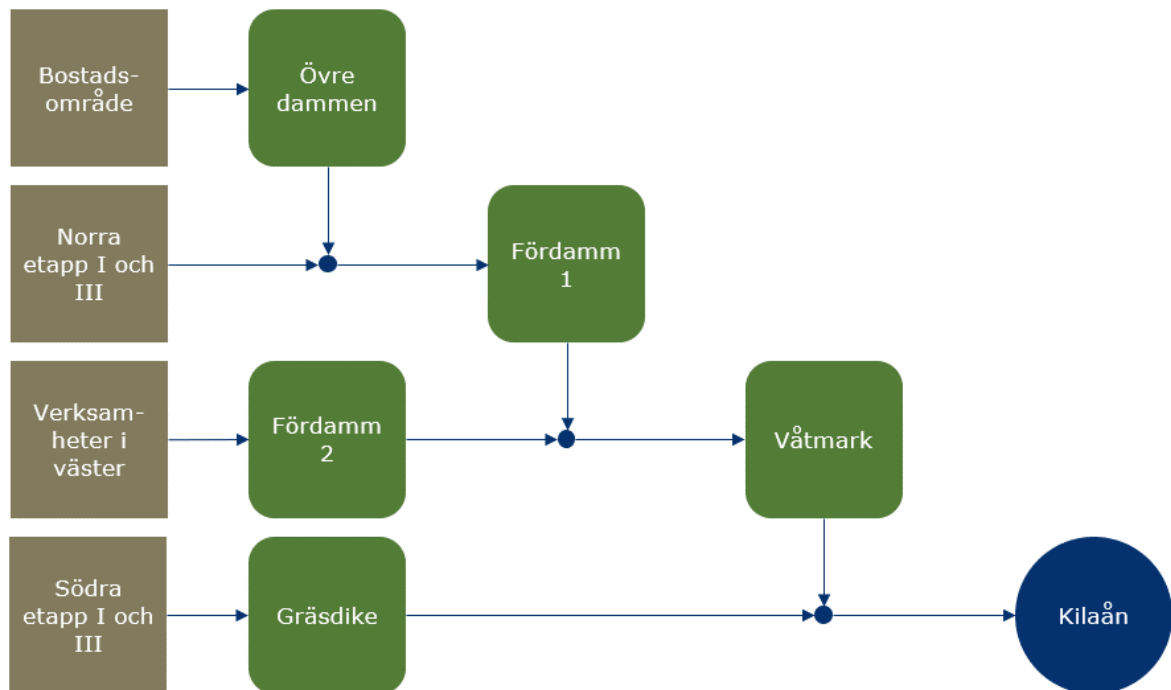 Bostads-
område
Övre
dammen
Norra
etapp I och
III
Fördamm
1
Verksam-
heter i
väster
Fördamm
2
Våtmark
Södra
etapp I och
III
Gräsdike
Kilaån